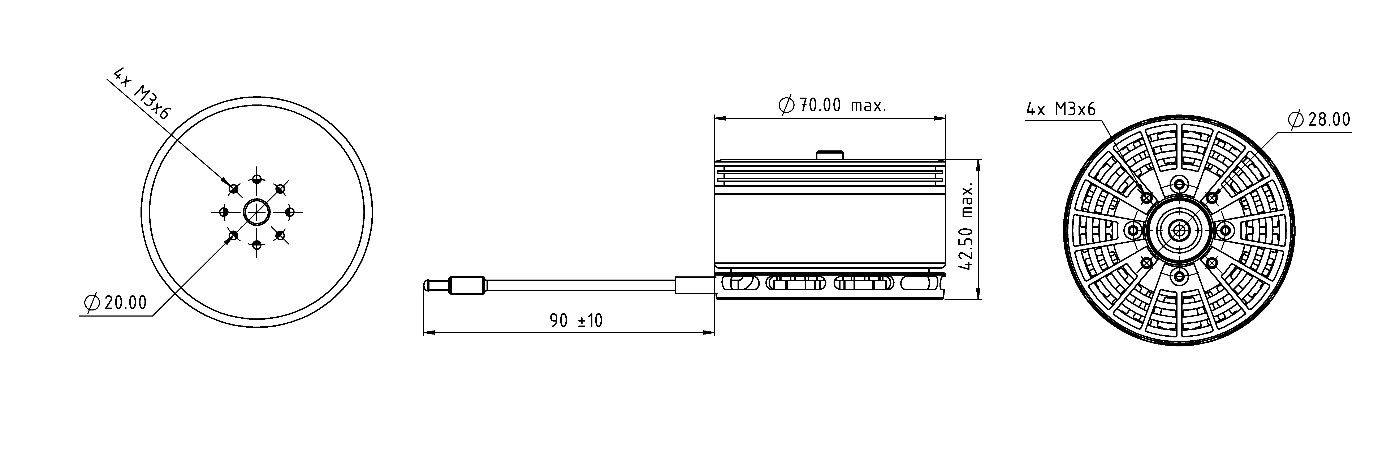 4x M3x6
⌀20.00
90 ±10
⌀70.00 max.
42.50 max.
4x M3x6
⌀28.00